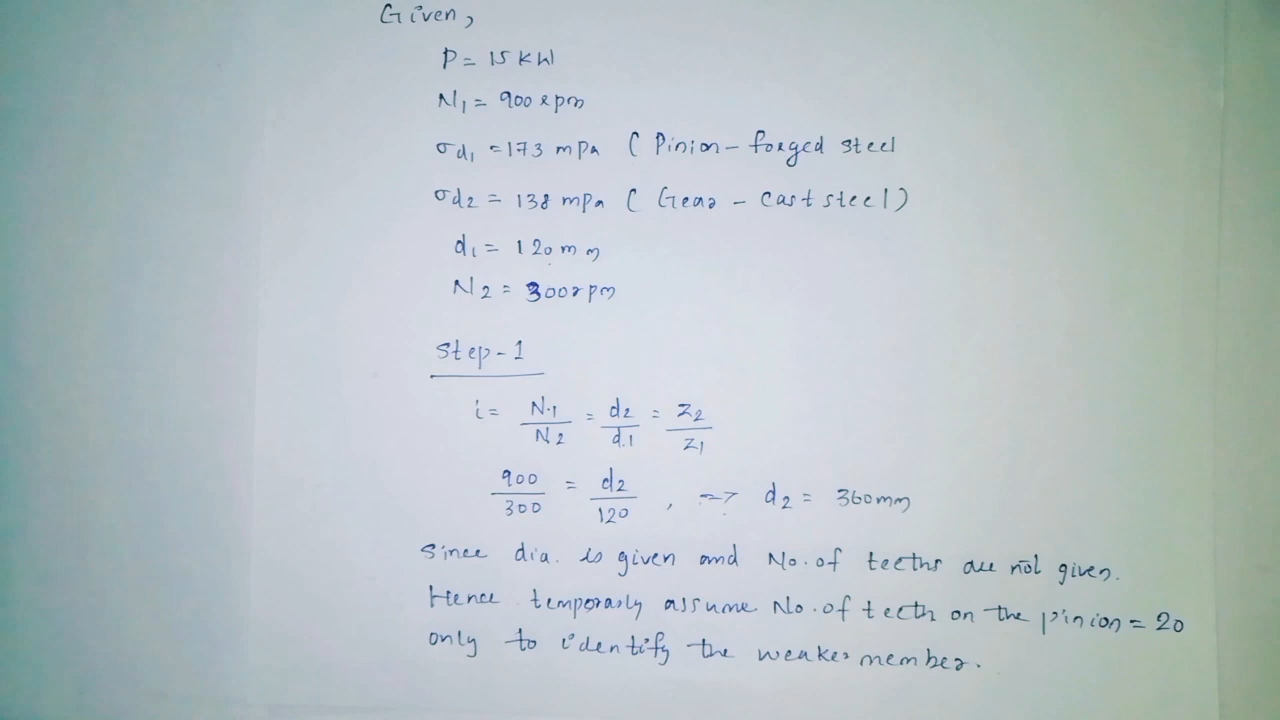 Given,
P = 15 KW
N1 = 900 rpm
σd1 = 173 mpa ( Pinion - forged steel
σd2 = 138 mpa ( Gear - cast steel )
d1 = 120 mm
N2 = 300 rpm
Step - 1
i = N1/N2 = d2/d1 = Z2/Z1
900/300 = d2/120 , => d2 = 360mm
Since dia. is given and No. of teeths are not given.
Hence temporasly assume No. of teeth on the pinion = 20
only to identify the weaker member.